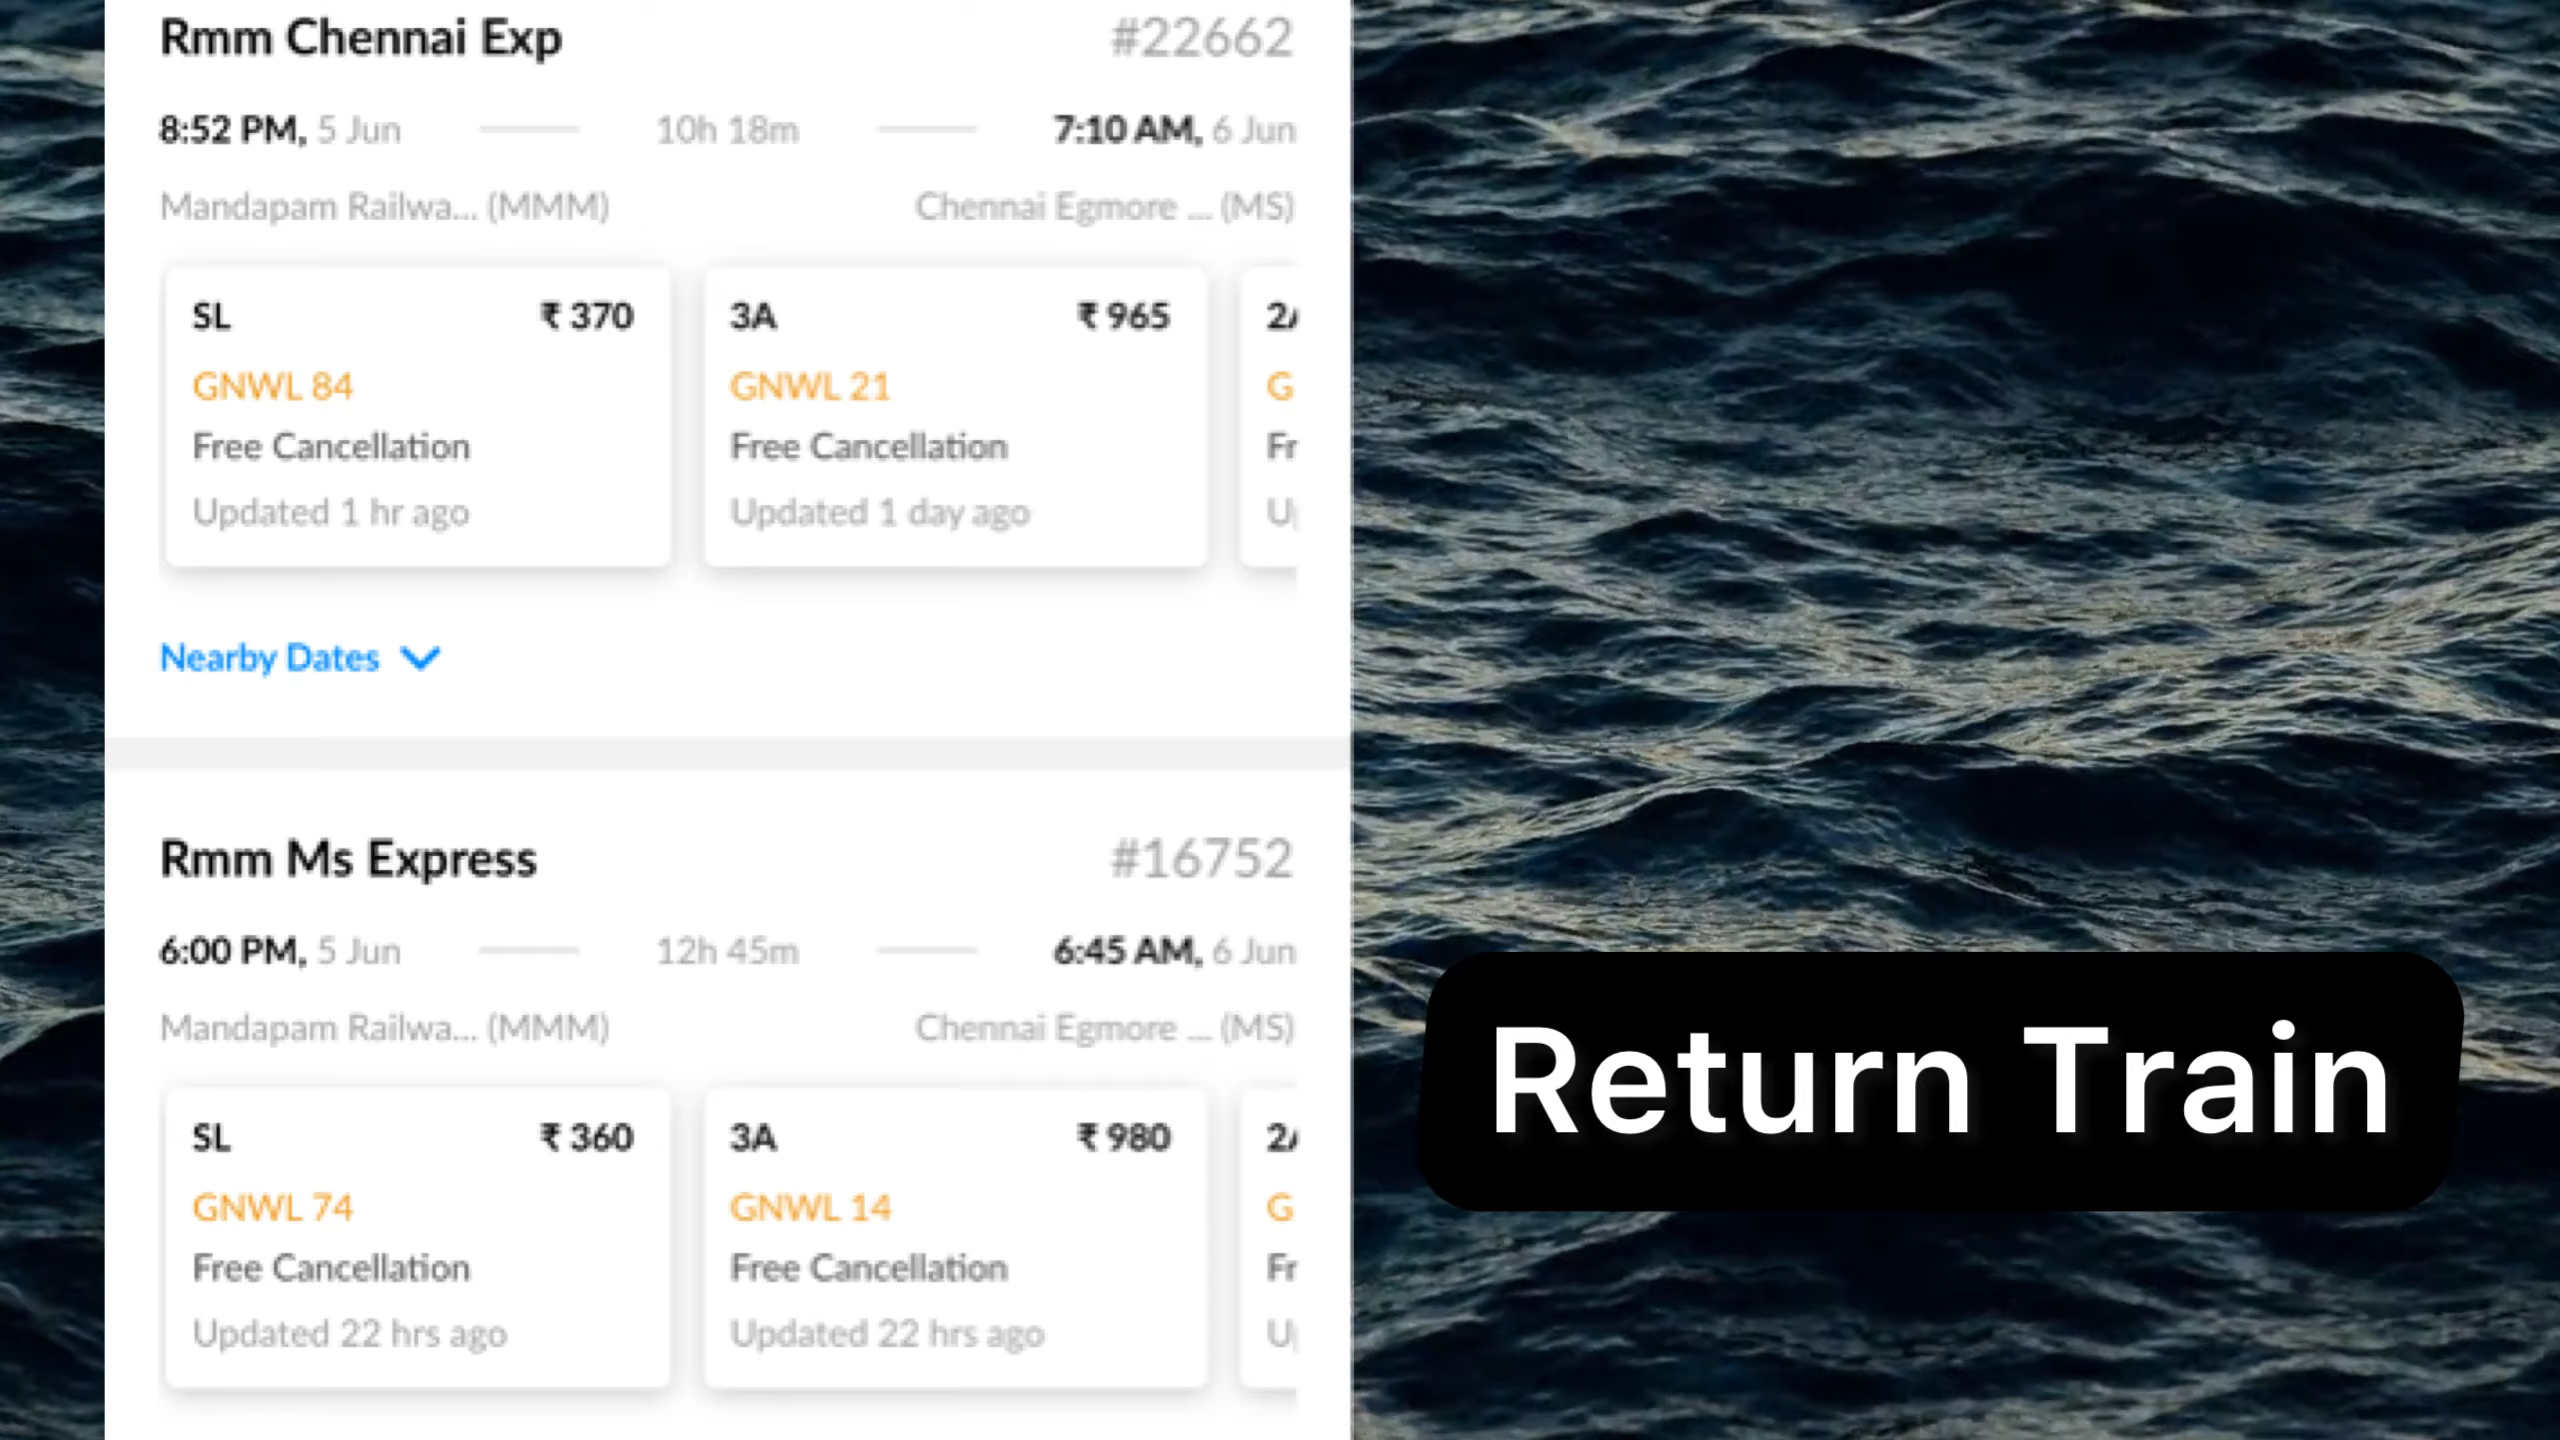 Rmm Chennai Exp #22662
8:52 PM, 5 Jun 10h 18m 7:10 AM, 6 Jun
Mandapam Railwa... (MMM) Chennai Egmore ... (MS)
SL ₹ 370 3A ₹ 965 2A
GNWL 84 GNWL 21 G
Free Cancellation Free Cancellation Fr
Updated 1 hr ago Updated 1 day ago U
Nearby Dates
Rmm Ms Express #16752
6:00 PM, 5 Jun 12h 45m 6:45 AM, 6 Jun
Mandapam Railwa... (MMM) Chennai Egmore ... (MS)
SL ₹ 360 3A ₹ 980 2A
GNWL 74 GNWL 14 G
Free Cancellation Free Cancellation Fr
Updated 22 hrs ago Updated 22 hrs ago U
Return Train